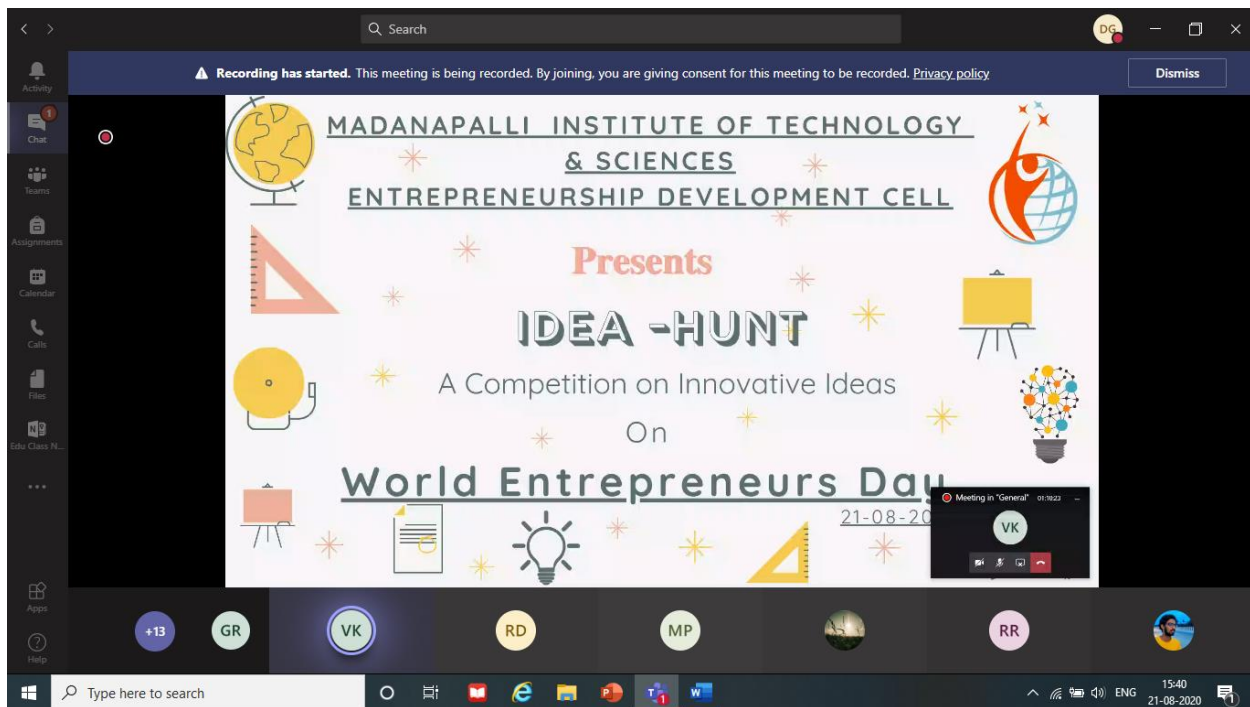 Search
DG
Recording has started. This meeting is being recorded. By joining, you are giving consent for this meeting to be recorded. Privacy policy
Dismiss
Activity
1
Chat
Teams
Assignments
Calendar
Calls
Files
Edu Class N...
Apps
Help
MADANAPALLI INSTITUTE OF TECHNOLOGY
& SCIENCES
ENTREPRENEURSHIP DEVELOPMENT CELL
Presents
IDEA -HUNT
A Competition on Innovative Ideas
On
World Entrepreneurs Day
21-08-20
Meeting in "General" 01:18:23
VK
+13
GR
VK
RD
MP
RR
Type here to search
ENG
15:40
21-08-2020
1